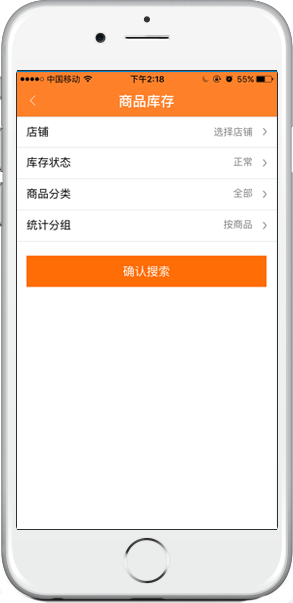 中国移动 下午2:18 55%
商品库存
店铺 选择店铺
库存状态 正常
商品分类 全部
统计分组 按商品
确认搜索